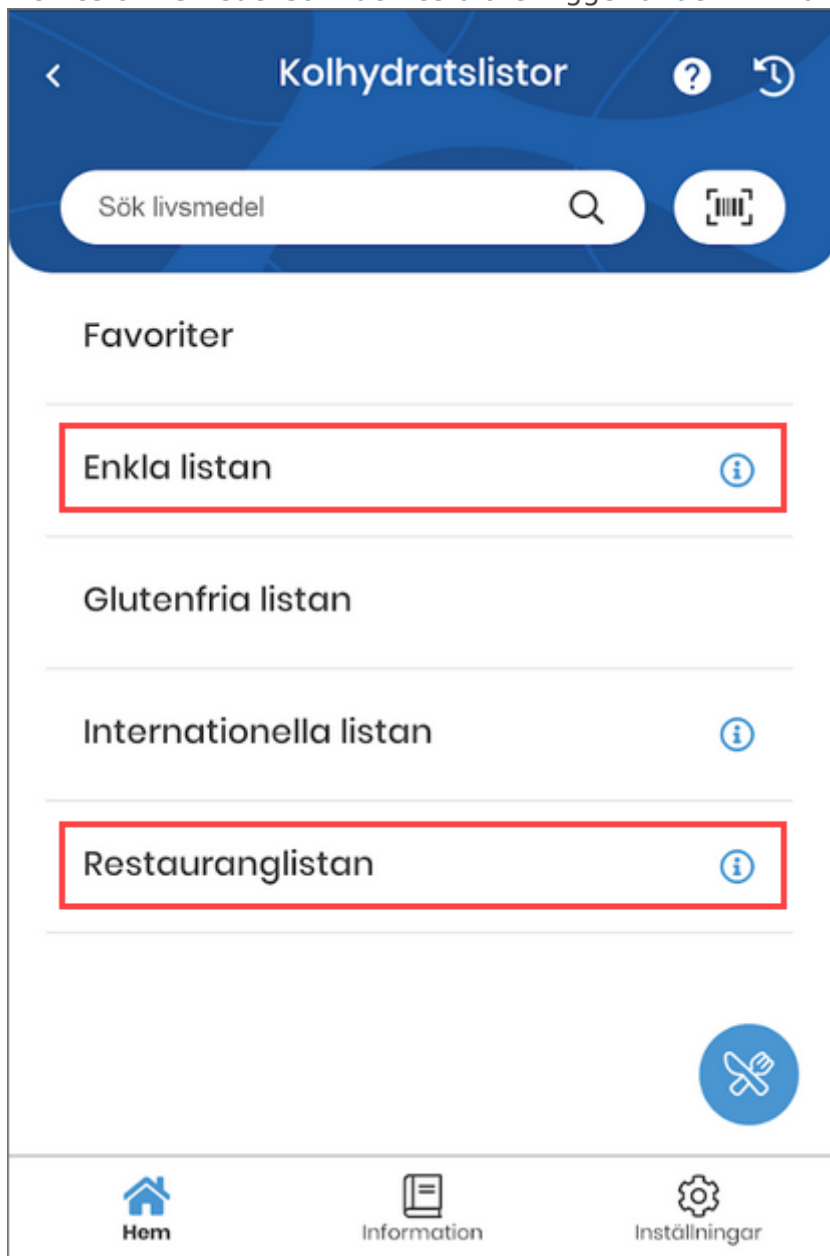 Kolhydratslistor
Sök livsmedel
Favoriter
Enkla listan
Glutenfria listan
Internationella listan
Restauranglistan
Hem
Information
Inställningar